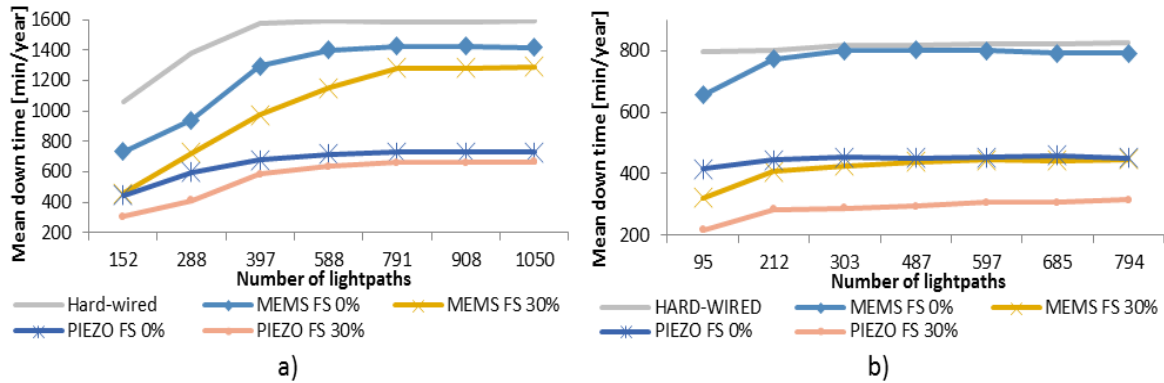 Mean down time [min/year]
1600
1400
1200
1000
800
600
400
200
152 288 397 588 791 908 1050
Number of lightpaths
Hard-wired MEMS FS 0% MEMS FS 30%
PIEZO FS 0% PIEZO FS 30%
a)
Mean down time [min/year]
800
600
400
200
95 212 303 487 597 685 794
Number of lightpaths
HARD-WIRED MEMS FS 0% MEMS FS 30%
PIEZO FS 0% PIEZO FS 30%
b)